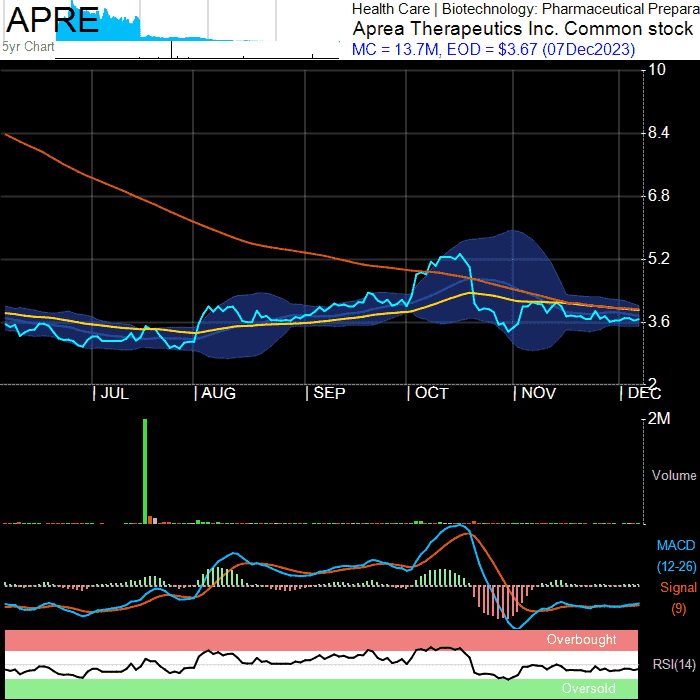 APRE
5yr Chart
Health Care | Biotechnology: Pharmaceutical Prepara
Aprea Therapeutics Inc. Common stock
MC = 13.7M, EOD = $3.67 (07Dec2023)
10
8.4
6.8
5.2
3.6
2
JUL AUG SEP OCT NOV DEC
2M
Volume
MACD
(12-26)
Signal
(9)
Overbought
RSI(14)
Oversold